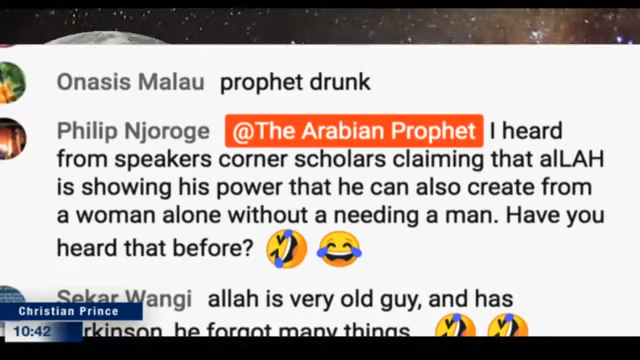 Onasis Malau prophet drunk
Philip Njoroge @The Arabian Prophet I heard
from speakers corner scholars claiming that alLAH
is showing his power that he can also create from
a woman alone without a needing a man. Have you
heard that before? 🤣 😂
Sekar Wangi allah is very old guy, and has
Christian Prince
10:42
he forgot many things 🤣 🤣